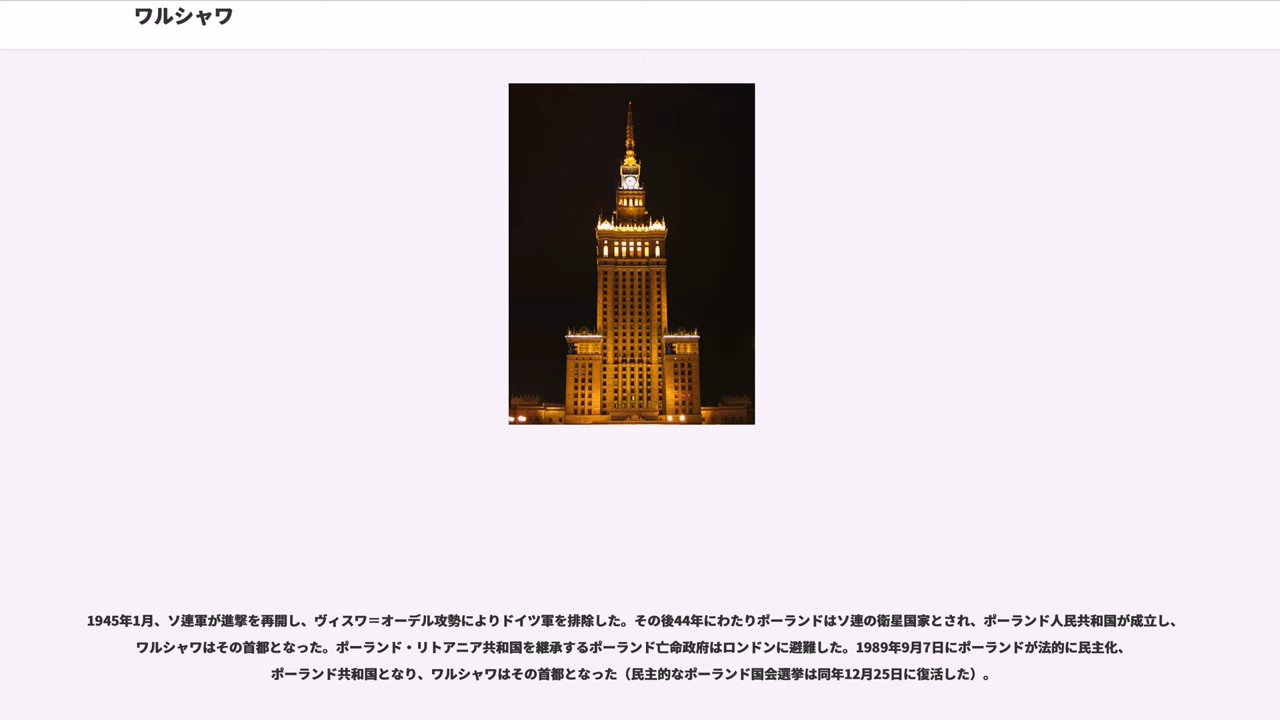 ワルシャワ
1945年1月、ソ連軍が進撃を再開し、ヴィスワ＝オーデル攻勢によりドイツ軍を排除した。その後44年にわたりポーランドはソ連の衛星国家とされ、ポーランド人民共和国が成立し、
ワルシャワはその首都となった。ポーランド・リトアニア共和国を継承するポーランド亡命政府はロンドンに避難した。1989年9月7日にポーランドが法的に民主化、
ポーランド共和国となり、ワルシャワはその首都となった（民主的なポーランド国会選挙は同年12月25日に復活した）。